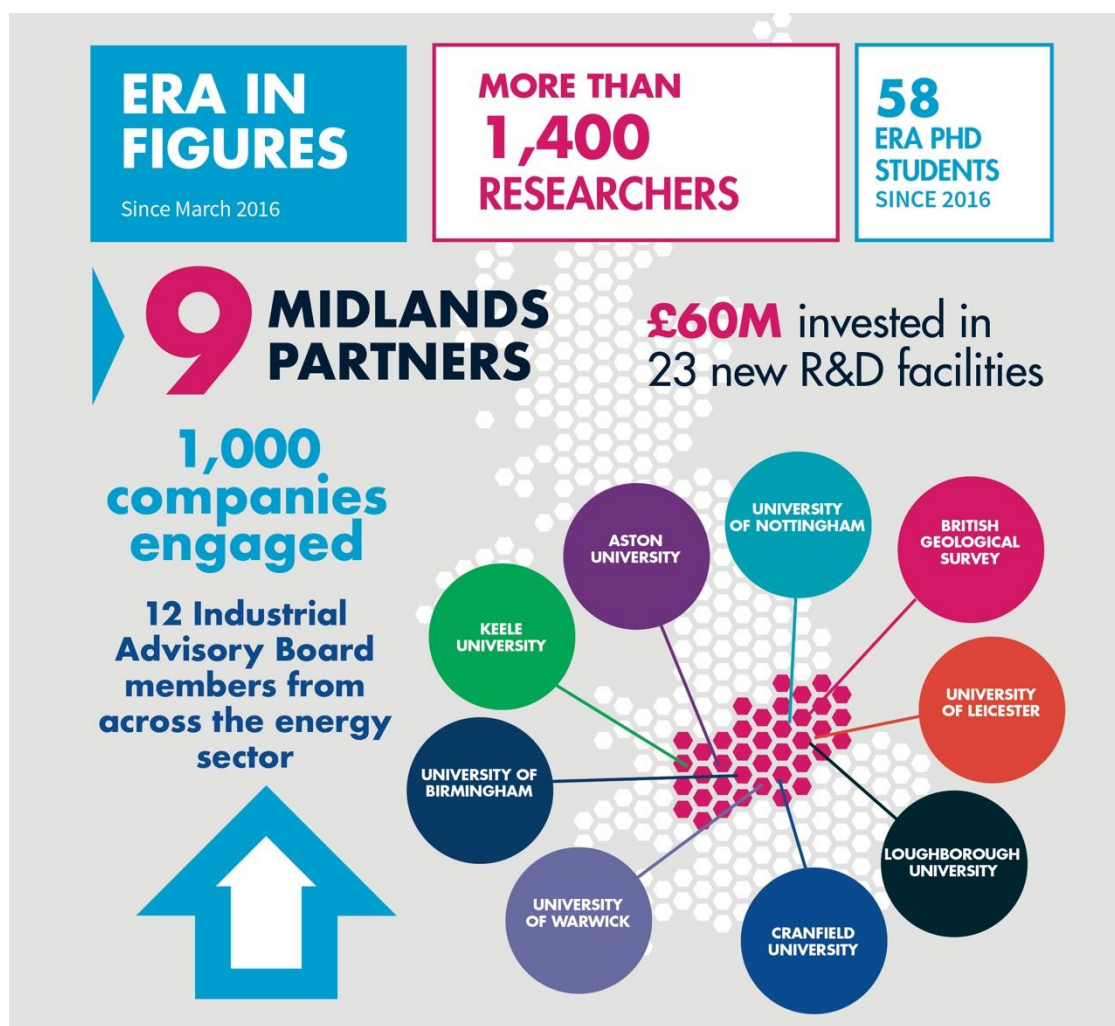 ERA IN
FIGURES
Since March 2016
MORE THAN
1,400
RESEARCHERS
58
ERA PHD
STUDENTS
SINCE 2016
9 MIDLANDS
PARTNERS
£60M invested in
23 new R&D facilities
1,000
companies
engaged
12 Industrial
Advisory Board
members from
across the energy
sector
UNIVERSITY
OF NOTTINGHAM
ASTON
UNIVERSITY
BRITISH
GEOLOGICAL
SURVEY
KEELE
UNIVERSITY
UNIVERSITY
OF LEICESTER
UNIVERSITY OF
BIRMINGHAM
LOUGHBOROUGH
UNIVERSITY
UNIVERSITY
OF WARWICK
CRANFIELD
UNIVERSITY